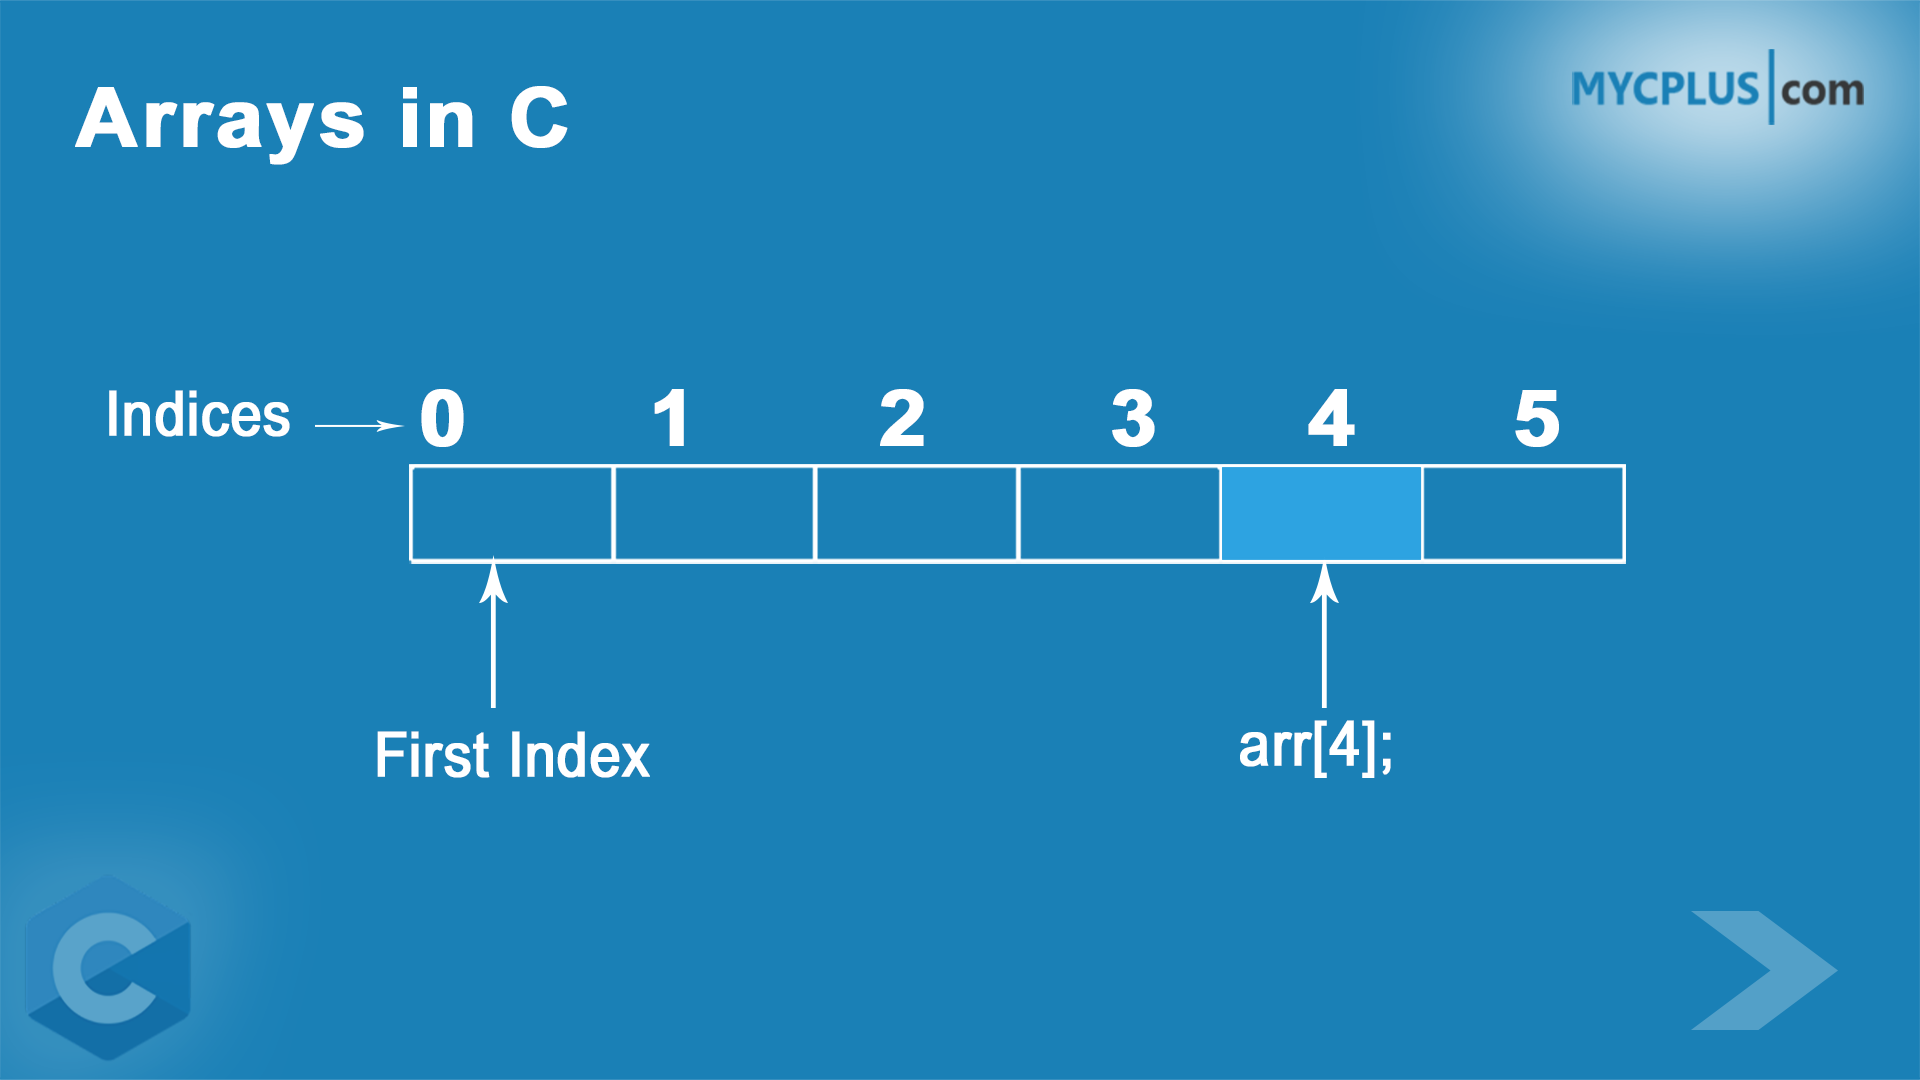 Arrays in C
MYCPLUS|com
Indices 0 1 2 3 4 5
First Index
arr[4];
C